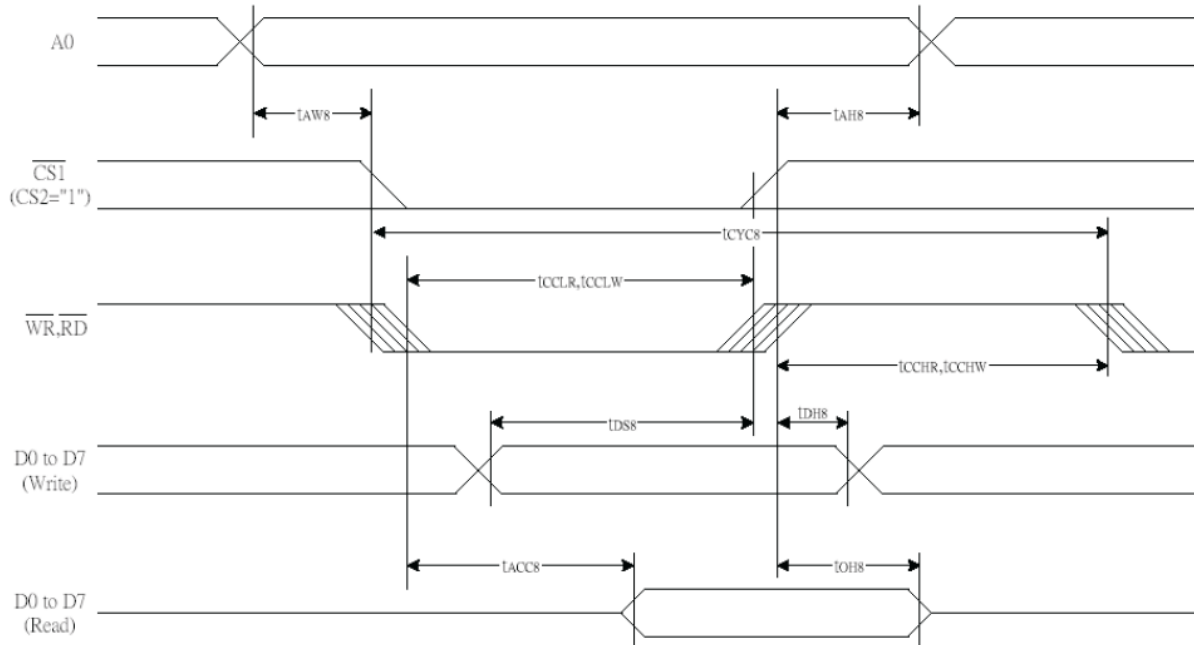 A0
tAW8
tAH8
CS1
(CS2="1")
tCYC8
tCCLR,tCCLW
WR,RD
tCCHR,tCCHW
tDS8
tDH8
D0 to D7
(Write)
tACC8
tOH8
D0 to D7
(Read)